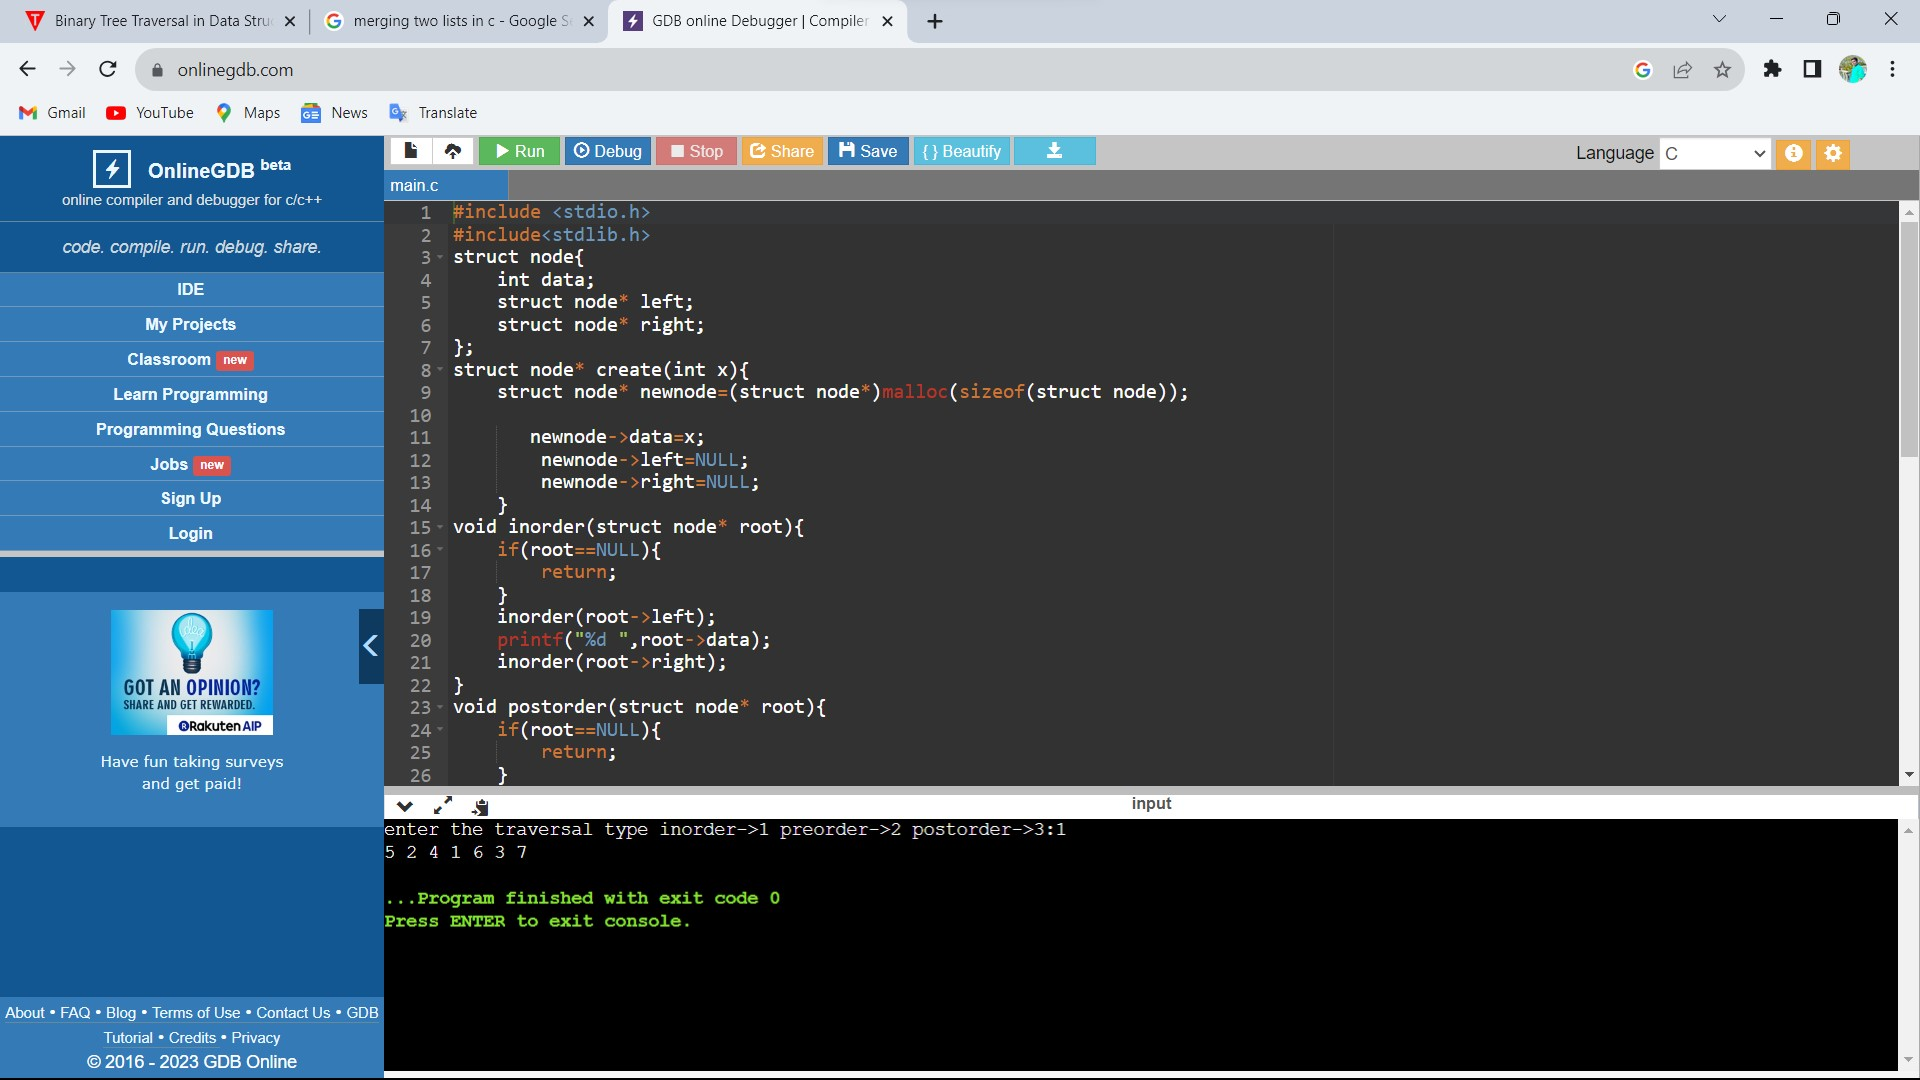 Binary Tree Traversal in Data Stru
merging two lists in c - Google S
GDB online Debugger | Compiler
onlinegdb.com
Gmail
YouTube
Maps
News
Translate
OnlineGDB beta
online compiler and debugger for c/c++
code. compile. run. debug. share.
IDE
My Projects
Classroom new
Learn Programming
Programming Questions
Jobs new
Sign Up
Login
GOT AN OPINION?
SHARE AND GET REWARDED.
Rakuten AIP
Have fun taking surveys
and get paid!
About • FAQ • Blog • Terms of Use • Contact Us • GDB
Tutorial • Credits • Privacy
© 2016 - 2023 GDB Online
Run
Debug
Stop
Share
Save
{ } Beautify
Language C
main.c
1 #include <stdio.h>
2 #include<stdlib.h>
3 struct node{
4 int data;
5 struct node* left;
6 struct node* right;
7 };
8 struct node* create(int x){
9 struct node* newnode=(struct node*)malloc(sizeof(struct node));
10
11 newnode->data=x;
12 newnode->left=NULL;
13 newnode->right=NULL;
14 }
15 void inorder(struct node* root){
16 if(root==NULL){
17 return;
18 }
19 inorder(root->left);
20 printf("%d ",root->data);
21 inorder(root->right);
22 }
23 void postorder(struct node* root){
24 if(root==NULL){
25 return;
26 }
input
enter the traversal type inorder->1 preorder->2 postorder->3:1
5 2 4 1 6 3 7
...Program finished with exit code 0
Press ENTER to exit console.